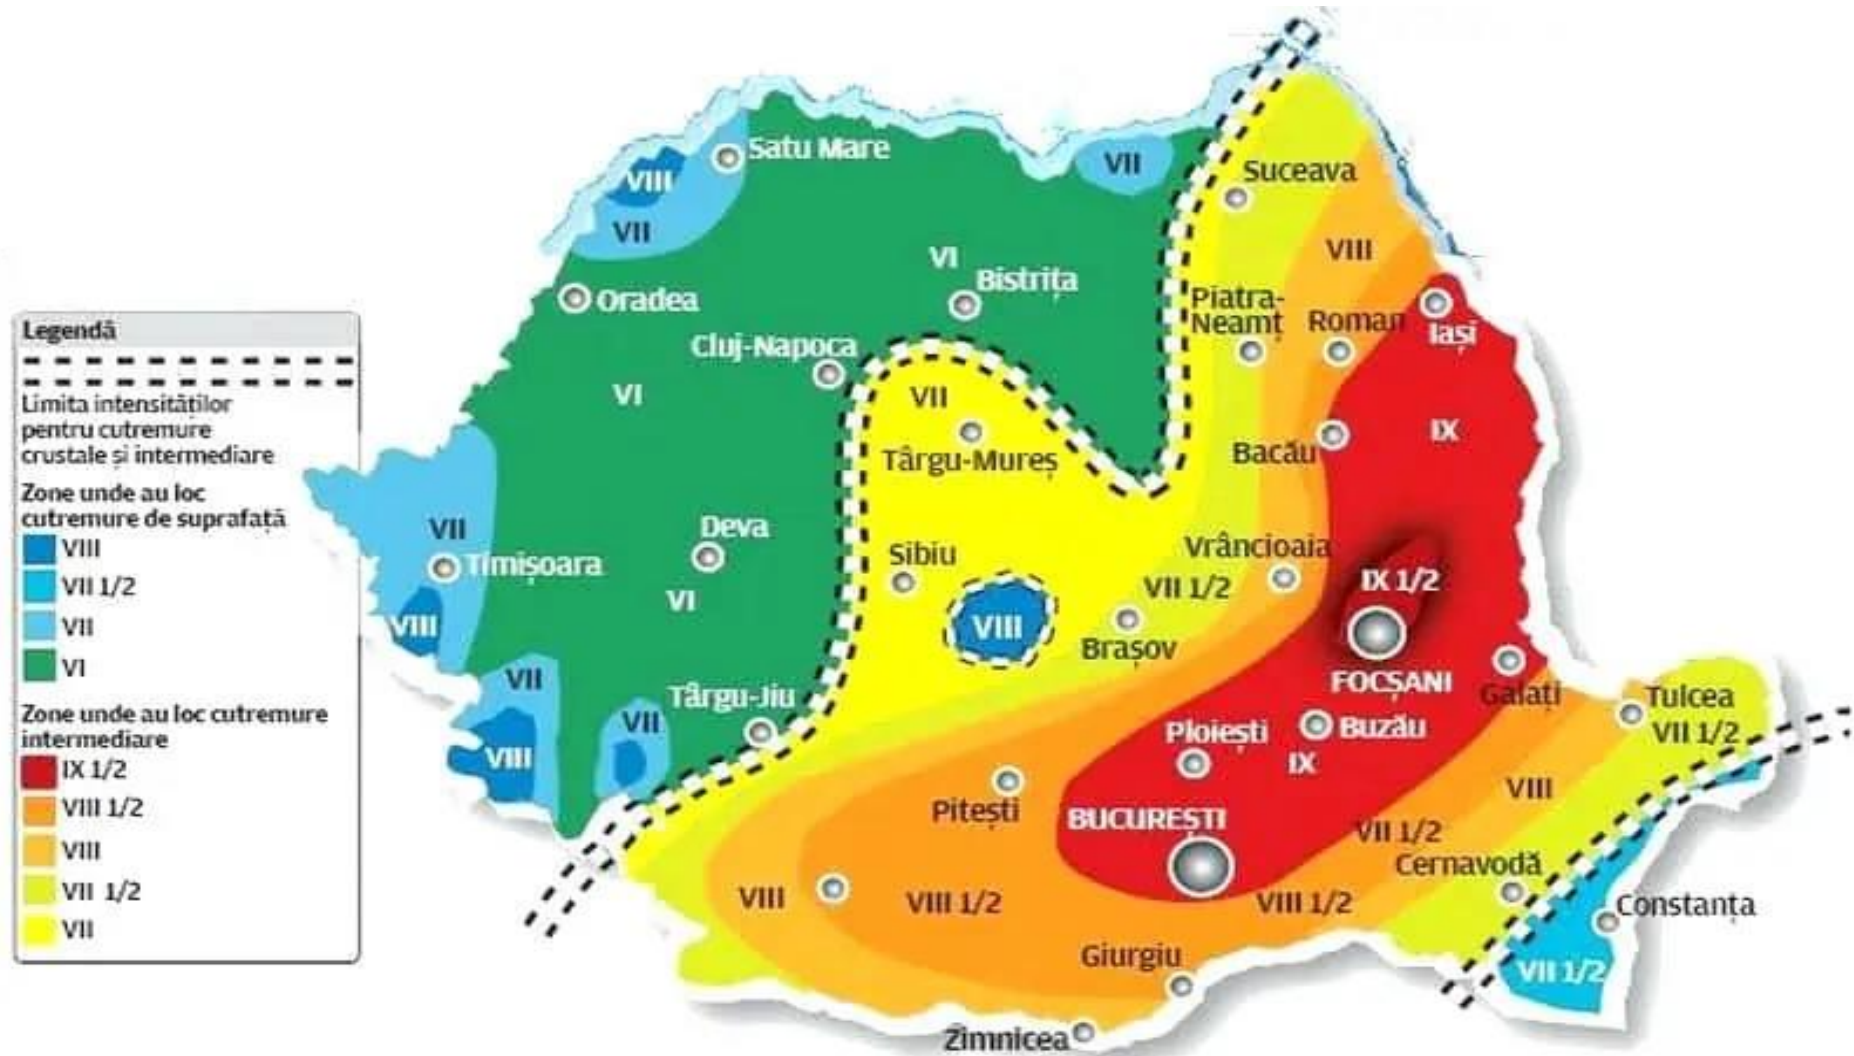 Legendă
Limita intensităților
pentru cutremure
crustale și intermediare
Zone unde au loc
cutremure de suprafață
VIII
VII 1/2
VII
VI
Zone unde au loc cutremure
intermediare
IX 1/2
VIII 1/2
VIII
VII 1/2
VII
Satu Mare
VIII
VII
VII
Suceava
VIII
VI
Bistrița
Oradea
Piatra-
Neamț
Roman
Iași
Cluj-Napoca
VI
VII
Târgu-Mureș
Bacău
IX
VII
Timișoara
Deva
VI
Sibiu
Vrâncioaia
VII 1/2
IX 1/2
VIII
VIII
Brașov
FOCȘANI
Galați
Tulcea
VII 1/2
VII
Târgu-Jiu
VII
VIII
Ploiești
Buzău
IX
VIII
Pitești
BUCUREȘTI
VII 1/2
Cernavodă
VIII
VIII 1/2
VIII 1/2
Constanța
Giurgiu
VII 1/2
Zimnicea